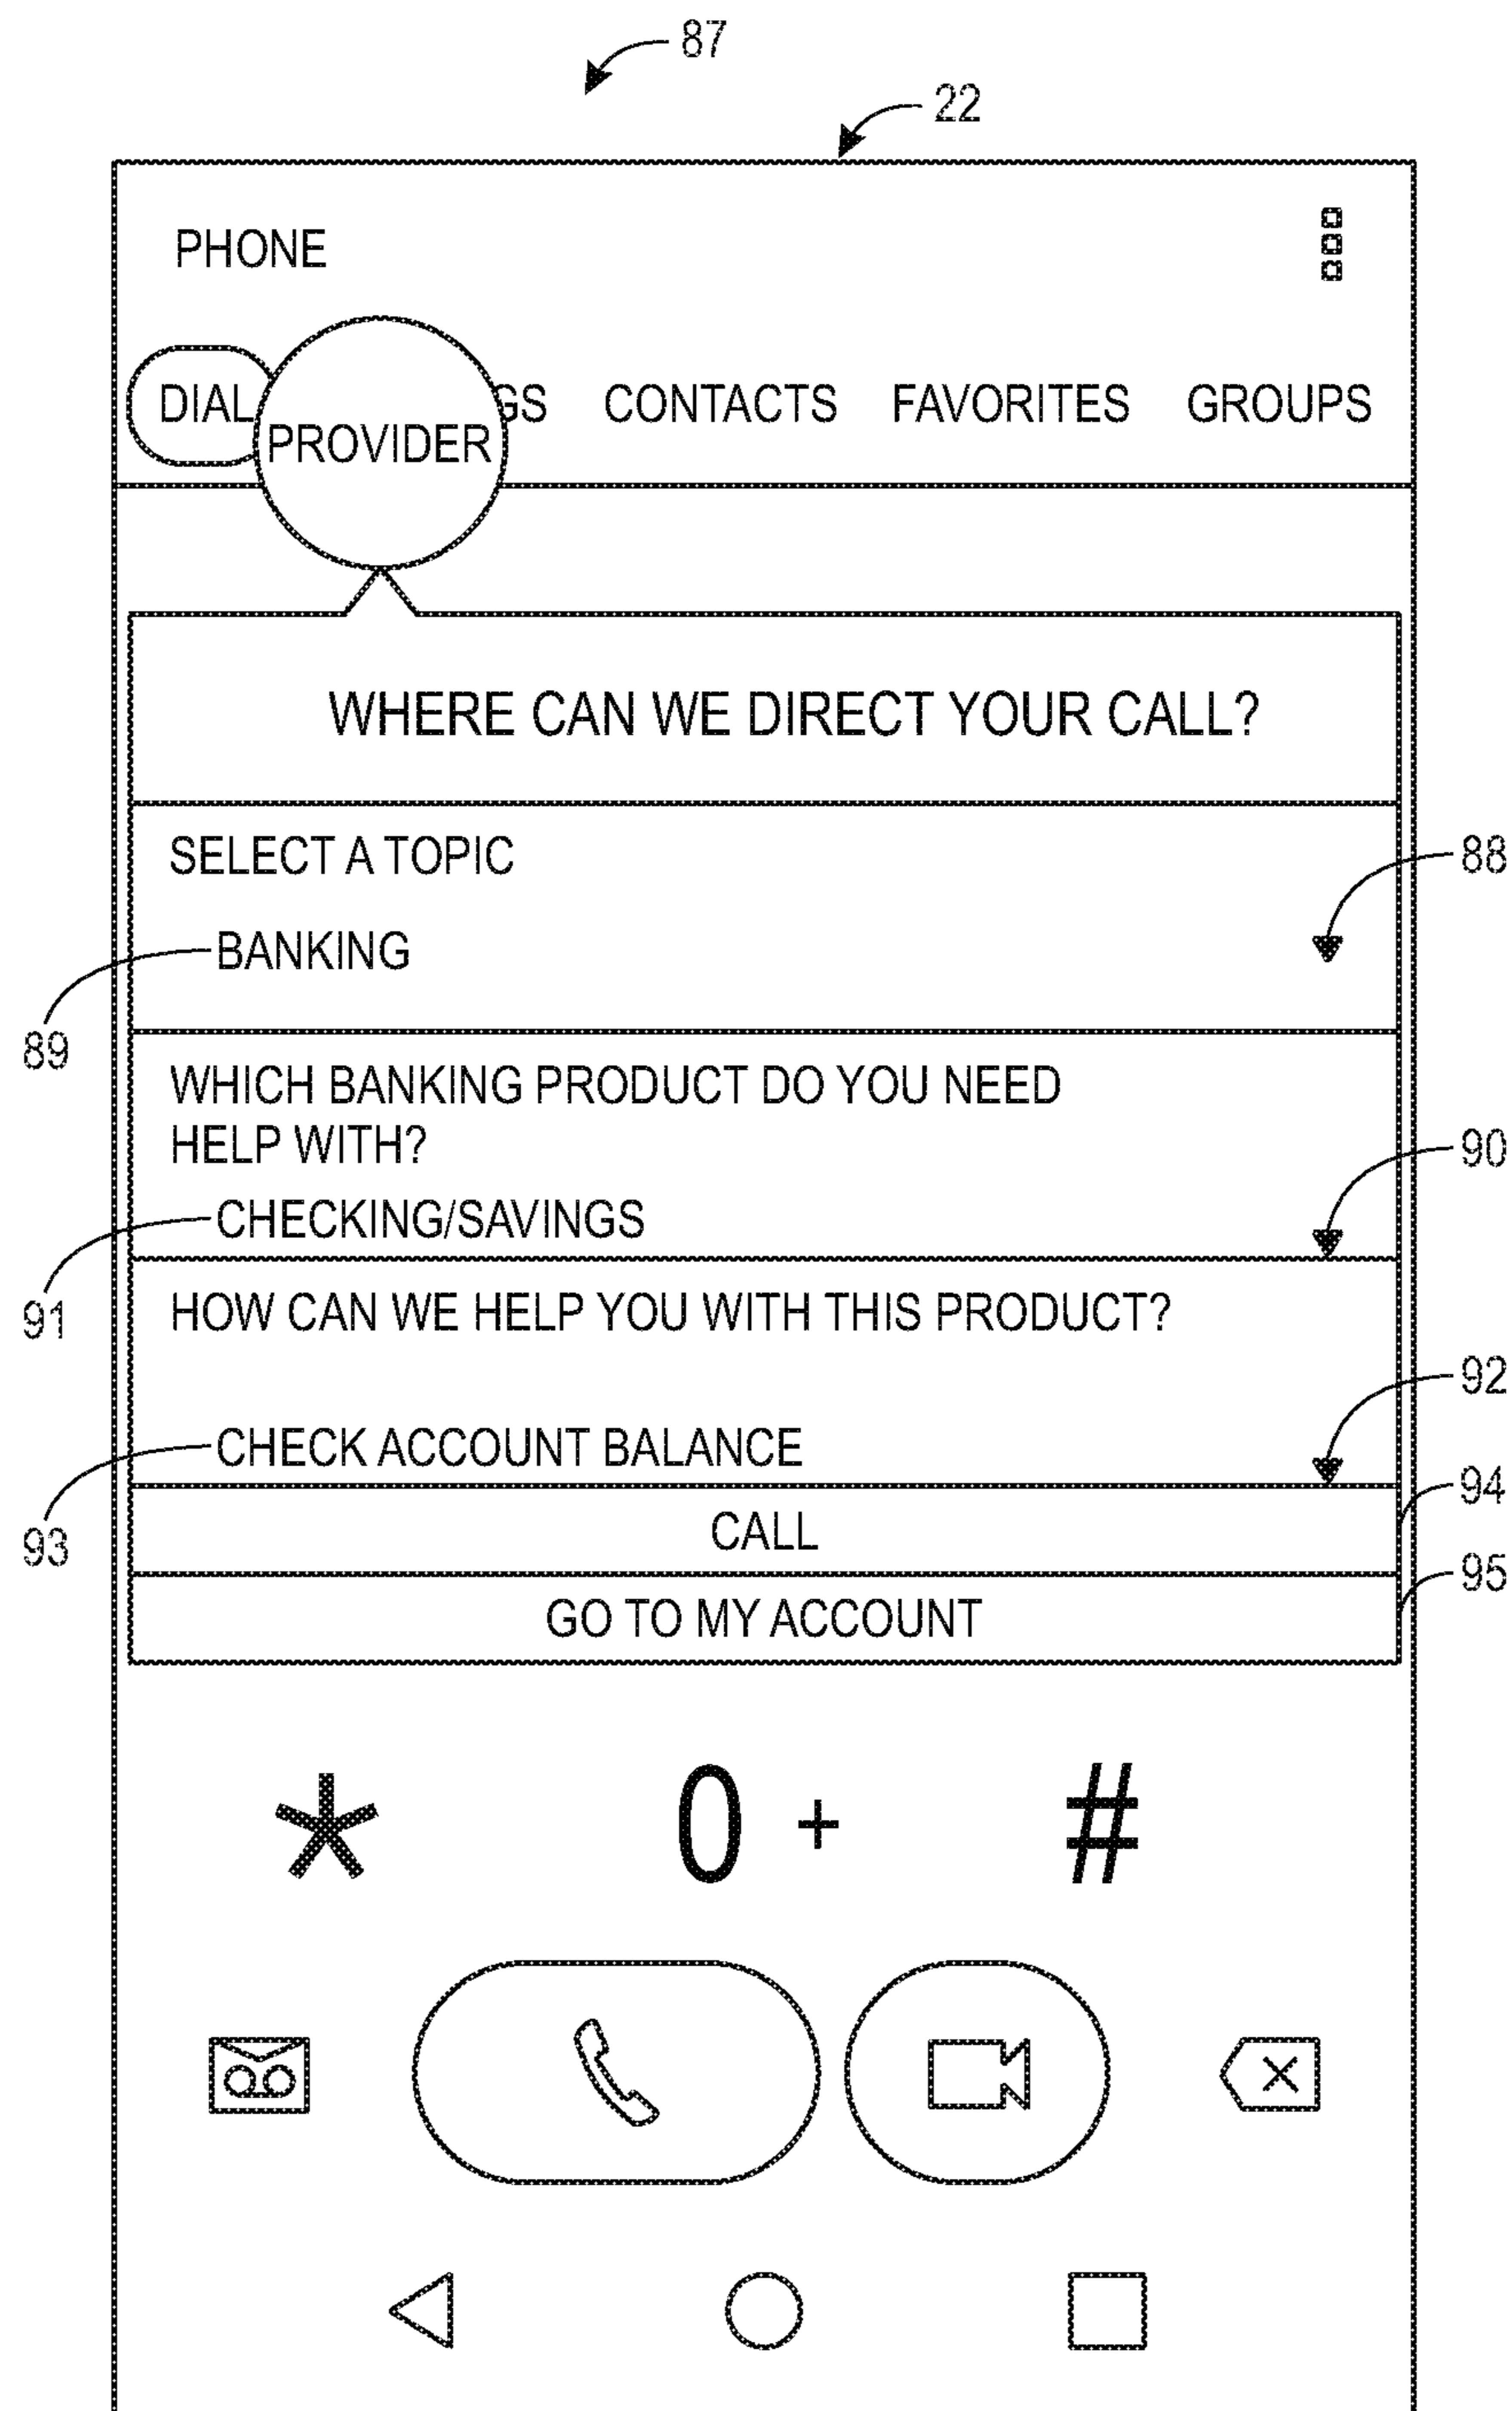 87
22
PHONE
DIAL PROVIDER GS CONTACTS FAVORITES GROUPS
WHERE CAN WE DIRECT YOUR CALL?
SELECT A TOPIC
88
BANKING
89
WHICH BANKING PRODUCT DO YOU NEED
HELP WITH?
90
CHECKING/SAVINGS
91
HOW CAN WE HELP YOU WITH THIS PRODUCT?
92
CHECK ACCOUNT BALANCE
93
94
CALL
95
GO TO MY ACCOUNT
* 0 + #